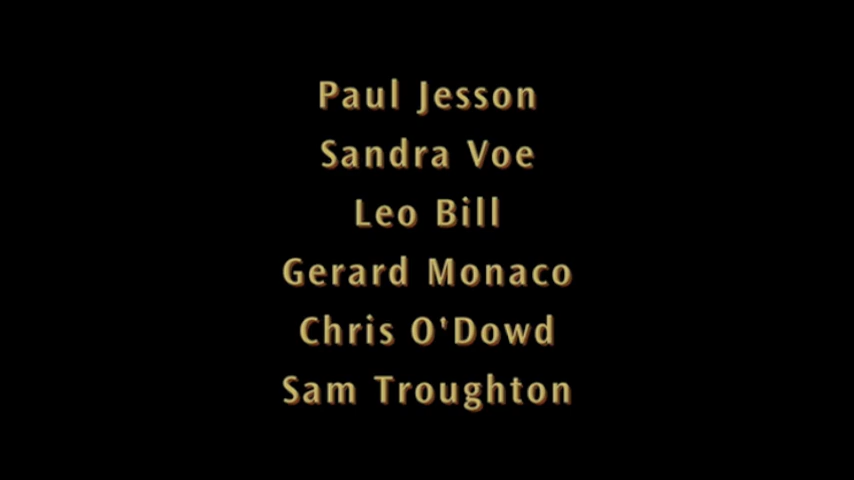 Paul Jesson
Sandra Voe
Leo Bill
Gerard Monaco
Chris O'Dowd
Sam Troughton